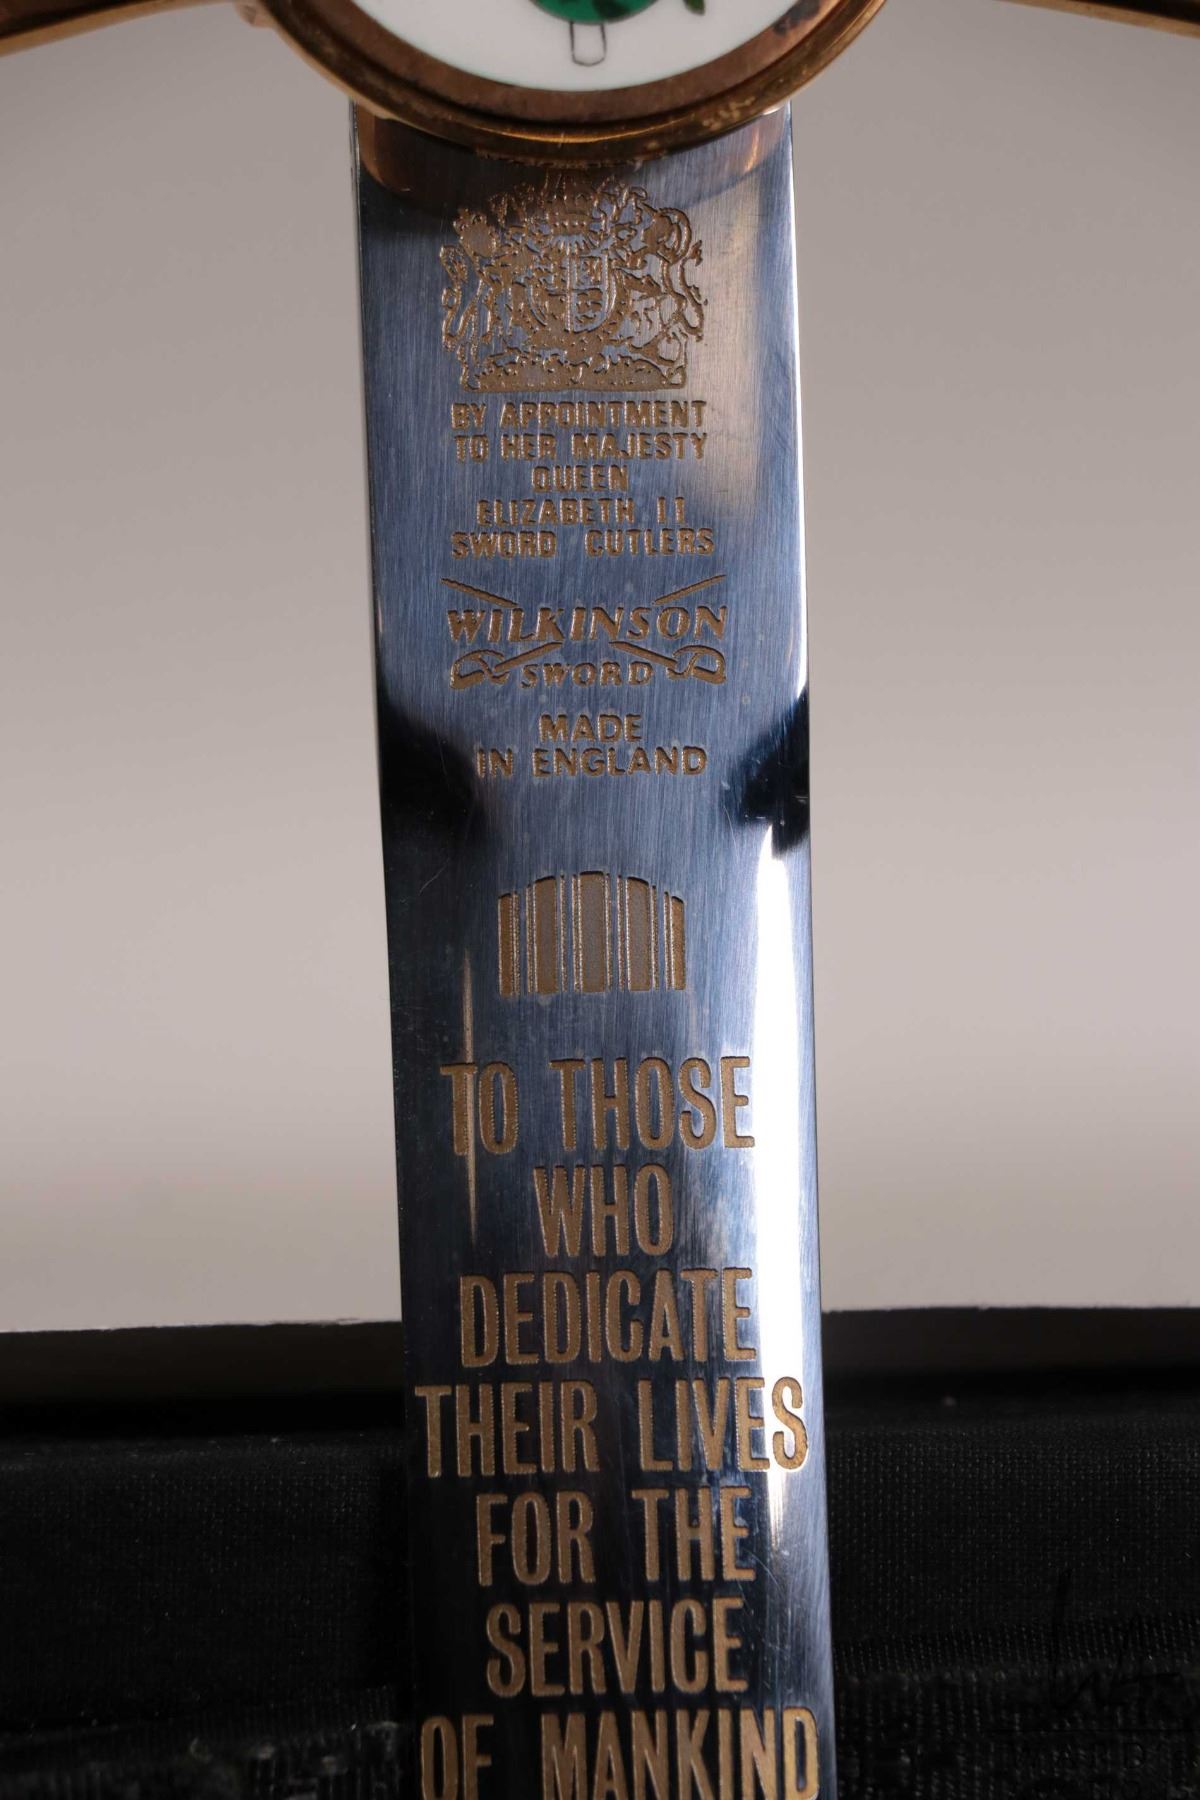 BY APPOINTMENT
TO HER MAJESTY
QUEEN
ELIZABETH II
SWORD CUTLERS
WILKINSON
SWORD
MADE
IN ENGLAND
TO THOSE
WHO
DEDICATE
THEIR LIVES
FOR THE
SERVICE
OF MANKIND